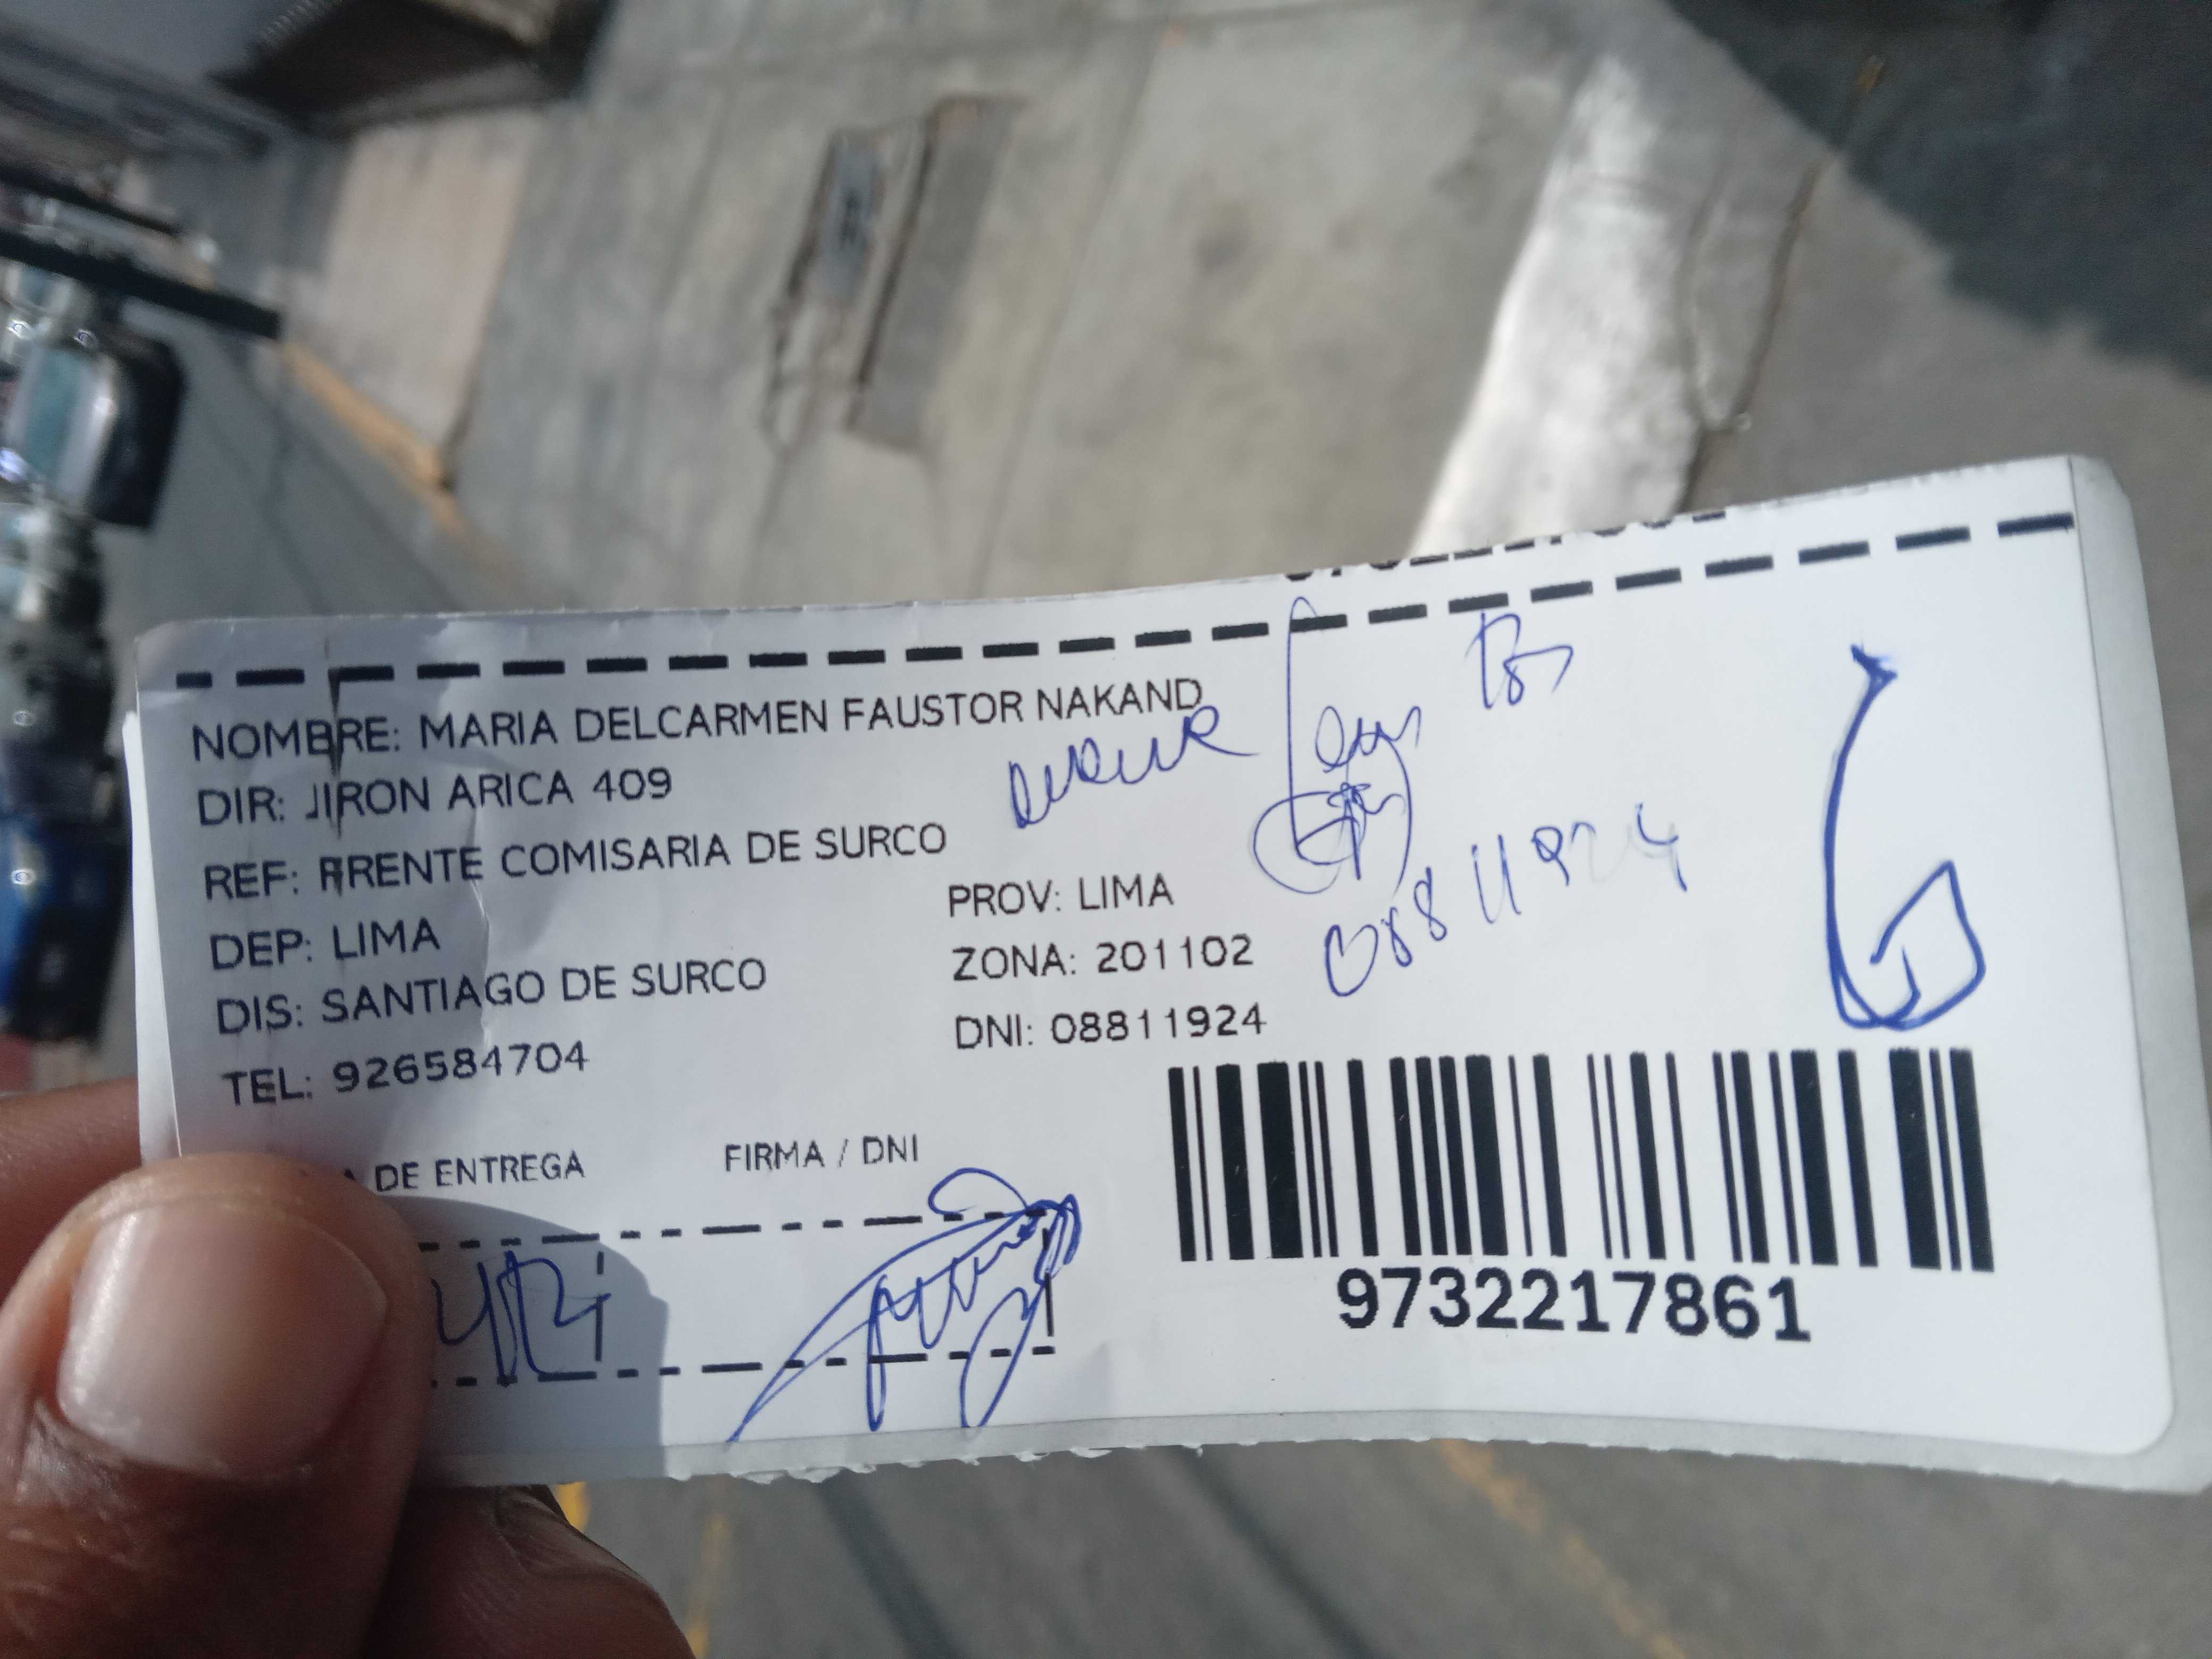 NOMBRE: MARIA DELCARMEN FAUSTOR NAKAND
DIR: JIRON ARICA 409
REF: FRENTE COMISARIA DE SURCO
DEP: LIMA
PROV: LIMA
DIS: SANTIAGO DE SURCO
ZONA: 201102
TEL: 926584704
DNI: 08811924
08811924
DE ENTREGA
FIRMA / DNI
9732217861